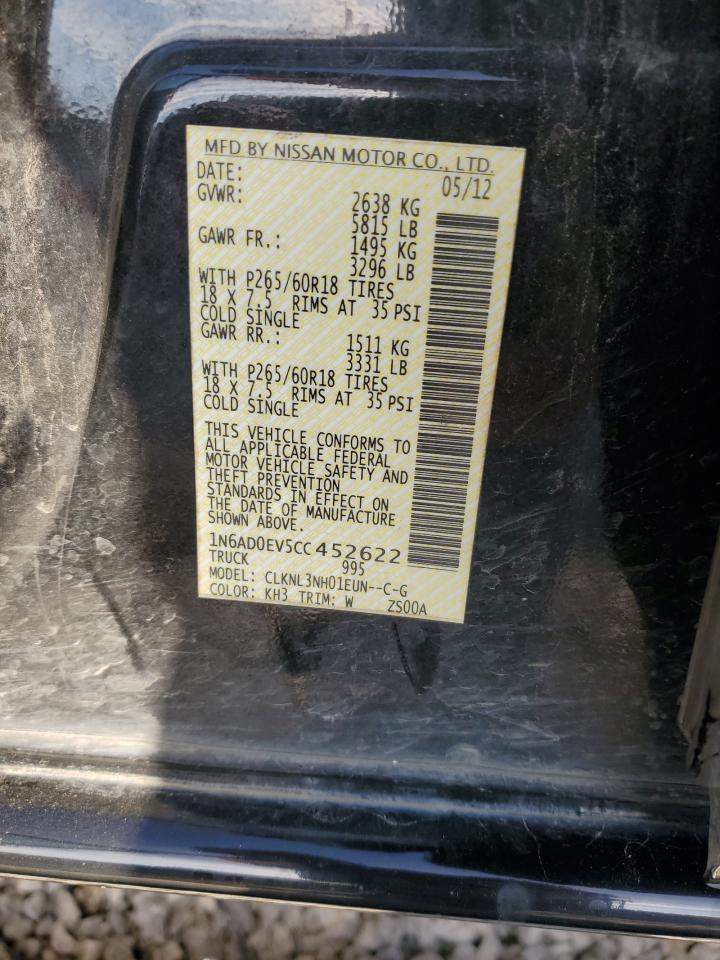 MFD BY NISSAN MOTOR CO., LTD.
DATE: 05/12
GVWR: 2638 KG
5815 LB
GAWR FR.: 1495 KG
3296 LB
WITH P265/60R18 TIRES
18 X 7.5 RIMS AT 35 PSI
COLD SINGLE
GAWR RR.: 1511 KG
3331 LB
WITH P265/60R18 TIRES
18 X 7.5 RIMS AT 35 PSI
COLD SINGLE
THIS VEHICLE CONFORMS TO
ALL APPLICABLE FEDERAL
MOTOR VEHICLE SAFETY AND
THEFT PREVENTION
STANDARDS IN EFFECT ON
THE DATE OF MANUFACTURE
SHOWN ABOVE.
1N6AD0EV5CC452622
TRUCK 995
MODEL: CLKNL3NH01EUN--C-G
COLOR: KH3 TRIM: W ZS00A